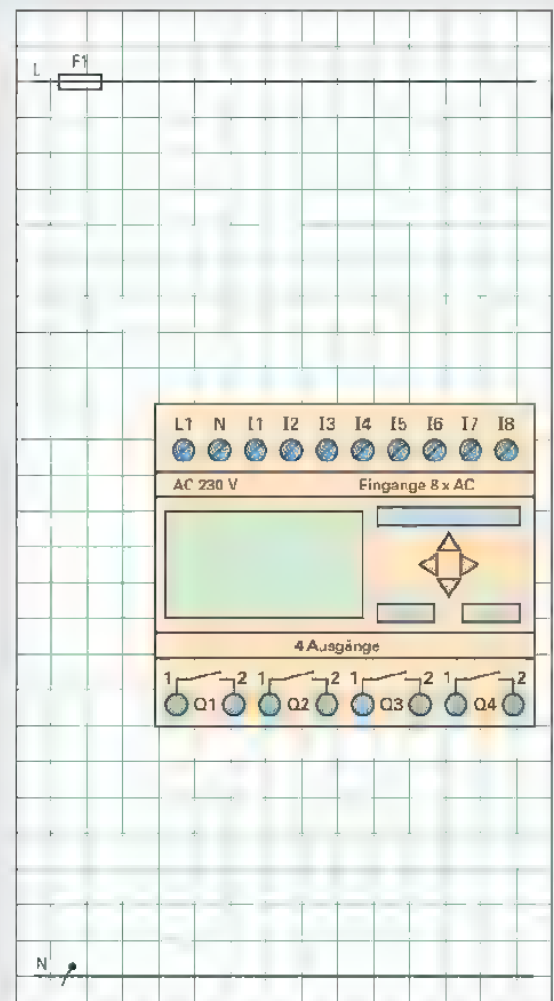 L F1
L1 N I1 I2 I3 I4 I5 I6 I7 I8
AC 230 V Eingange 8 x AC
4 Ausgänge
1 2 1 2 1 2 1 2
Q1 Q2 Q3 Q4
N